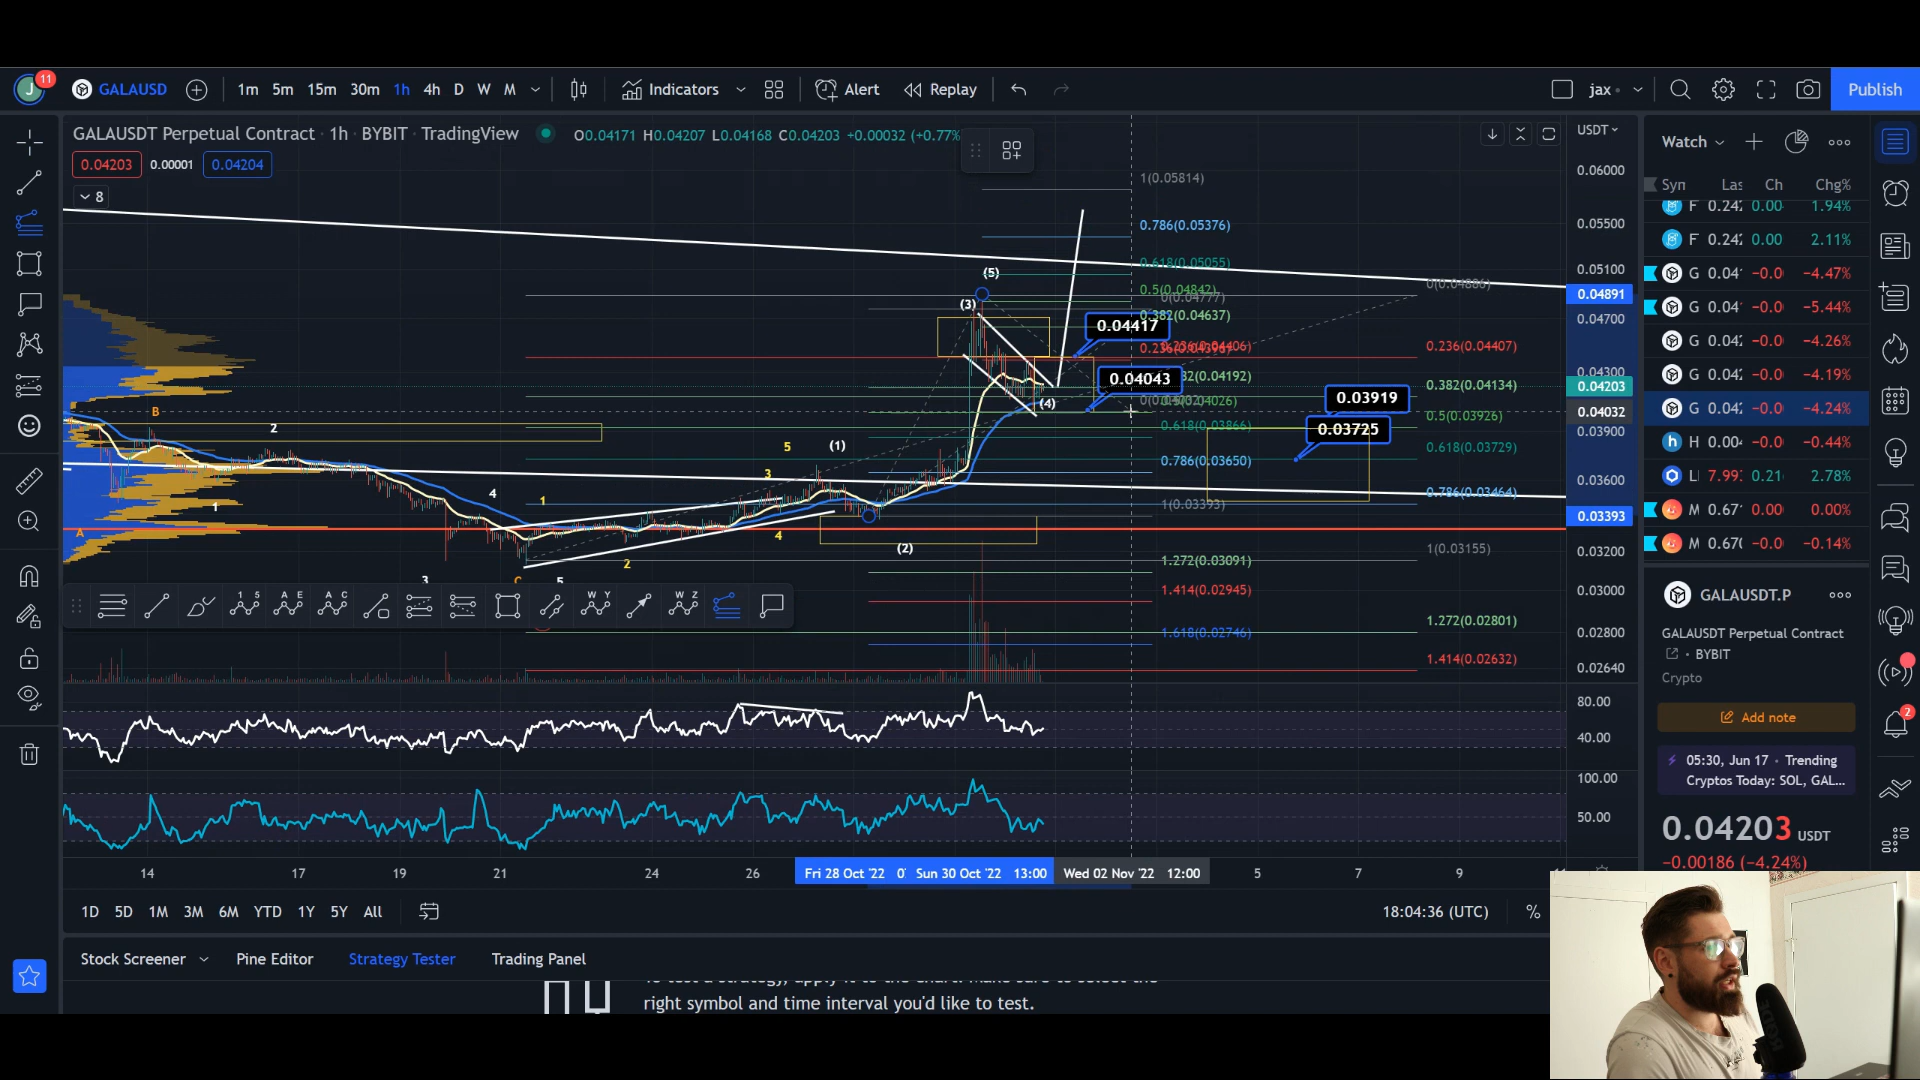 J
11
GALAUSD
1m 5m 15m 30m 1h 4h D W M
Indicators
Alert
Replay
jax
Publish
GALAUSDT Perpetual Contract · 1h · BYBIT · TradingView
O0.04171 H0.04207 L0.04168 C0.04203 +0.00032 (+0.77%
0.04203 0.00001 0.04204
8
USDT
0.06000
0.05500
0.05100
0.04891
0.04700
0.04300
0.04203
0.04032
0.03900
0.03600
0.03393
0.03200
0.03000
0.02800
0.02640
80.00
40.00
100.00
50.00
1(0.05814)
0.786(0.05376)
0.618(0.05055)
0.5(0.04842)
0(0.04777)
0.382(0.04637)
0.04417
0.04043
0.5(0.04026)
0.618(0.03866)
0.786(0.03650)
1(0.03393)
1.272(0.03091)
1.414(0.02945)
1.618(0.02746)
0(0.04886)
0.236(0.04407)
0.382(0.04134)
0.03919
0.5(0.03926)
0.03725
0.618(0.03729)
0.786(0.03464)
1(0.03155)
1.272(0.02801)
1.414(0.02632)
(5)
(3)
(4)
(1)
(2)
B
2
A
1
4
3
C
5
1
2
3
4
5
14 17 19 21 24 26
Fri 28 Oct '22
Sun 30 Oct '22 13:00
Wed 02 Nov '22 12:00
5 7 9
1D 5D 1M 3M 6M YTD 1Y 5Y All
18:04:36 (UTC)
%
Stock Screener
Pine Editor
Strategy Tester
Trading Panel
right symbol and time interval you'd like to test.
Watch
Chg%
F 0.24 0.00 1.94%
F 0.24 0.00 2.11%
G 0.04 -0.0 -4.47%
G 0.04 -0.0 -5.44%
G 0.04 -0.0 -4.26%
G 0.04 -0.0 -4.19%
G 0.04 -0.0 -4.24%
H 0.00 -0.0 -0.44%
LI 7.99 0.21 2.78%
M 0.67 0.00 0.00%
M 0.67 -0.0 -0.14%
GALAUSDT.P
GALAUSDT Perpetual Contract
BYBIT
Crypto
Add note
05:30, Jun 17 · Trending
Cryptos Today: SOL, GAL...
0.04203 USDT
−0.00186 (−4.24%)
2